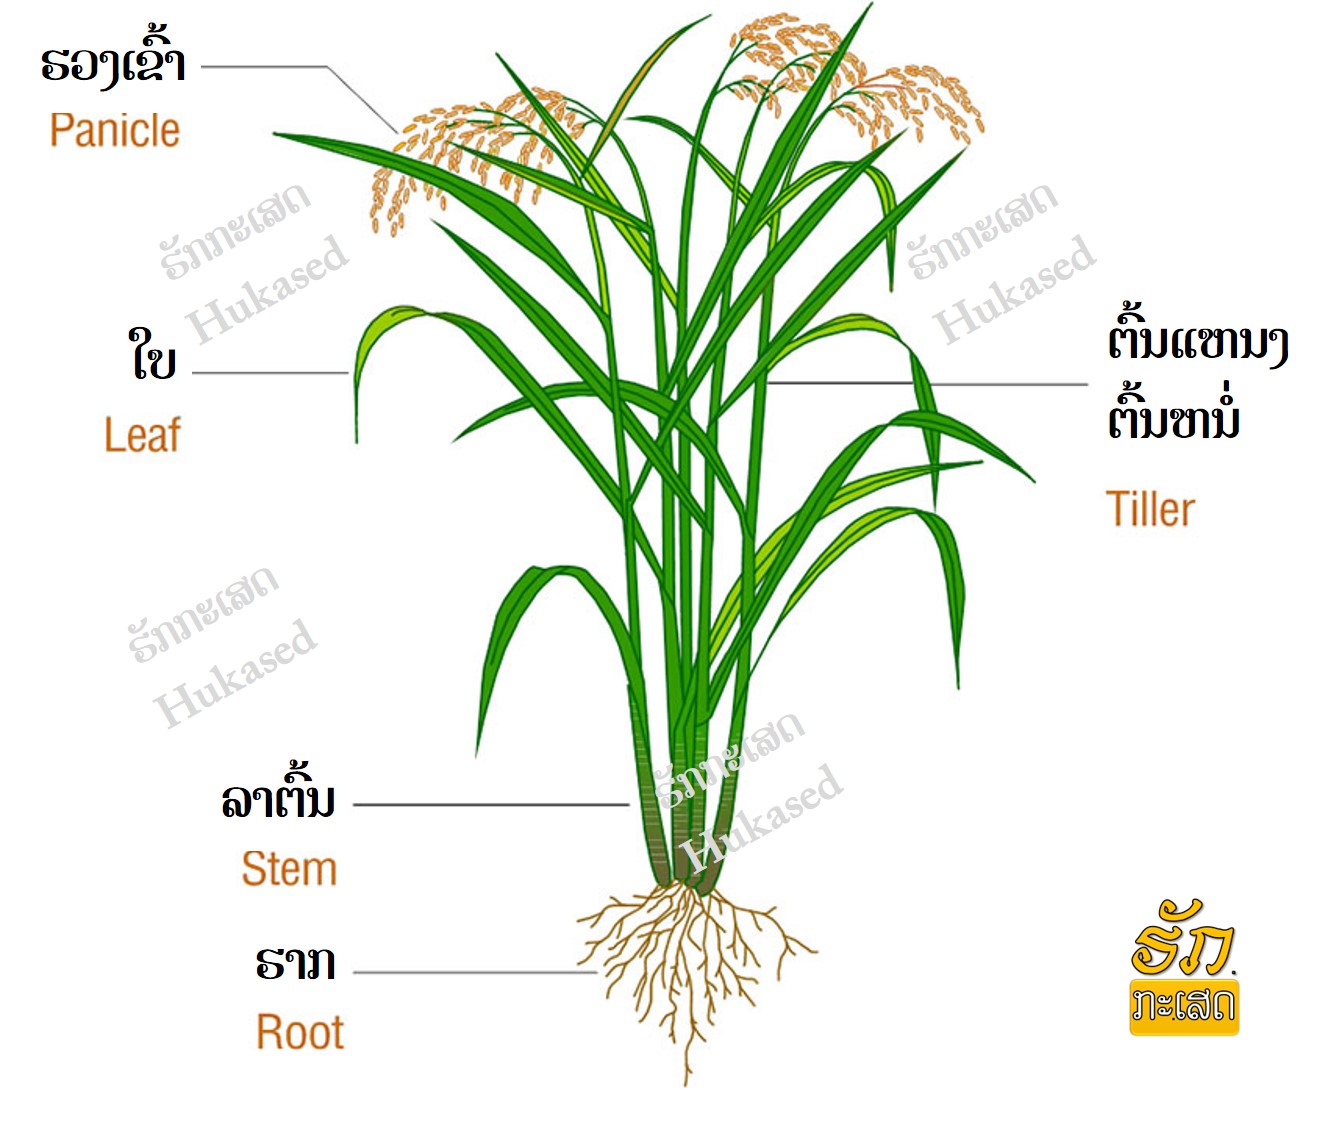 ຮວງເຂົ້າ
Panicle
ຮັກກະເສດ
Hukased
ຮັກກະເສດ
Hukased
ໃບ
Leaf
ຕົ້ນແຫນງ
ຕົ້ນຫນໍ່
Tiller
ຮັກກະເສດ
Hukased
ຮັກກະເສດ
Hukased
ລາຕົ້ນ
Stem
ຮາກ
Root
ຮັກ
ກະເສດ